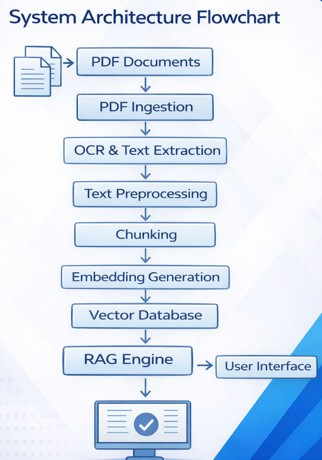 System Architecture Flowchart
PDF Documents
PDF Ingestion
OCR & Text Extraction
Text Preprocessing
Chunking
Embedding Generation
Vector Database
RAG Engine
User Interface